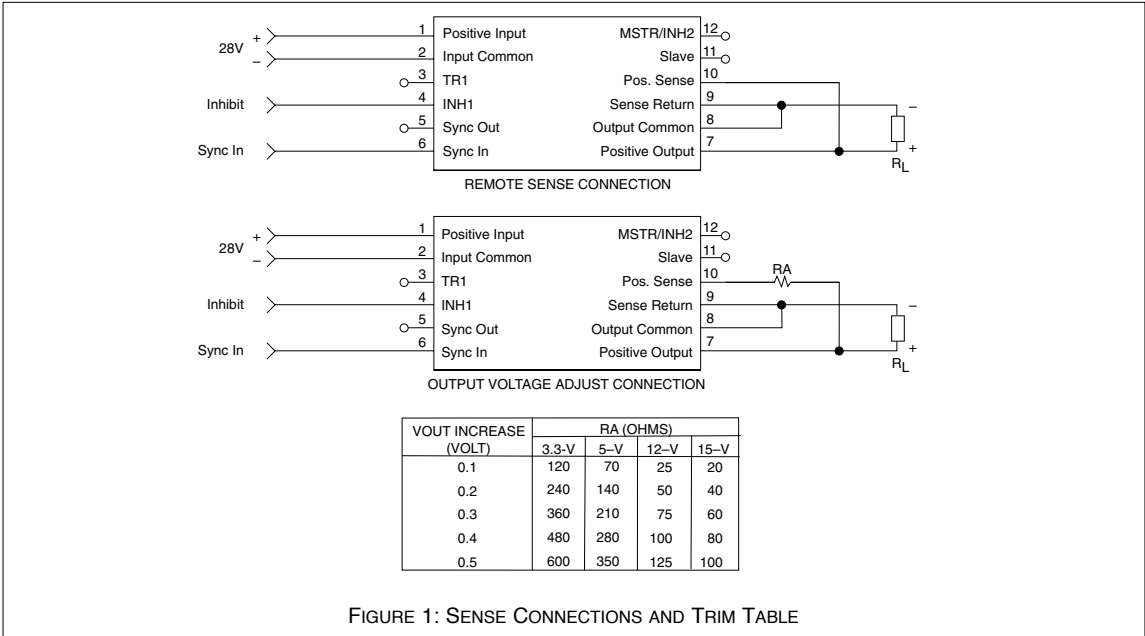 1 Positive Input MSTR/INH2 12
28V + –
2 Input Common Slave 11
3 TR1 Pos. Sense 10
Inhibit 4 INH1 Sense Return 9 –
5 Sync Out Output Common 8
Sync In 6 Sync In Positive Output 7 +
RL
REMOTE SENSE CONNECTION
1 Positive Input MSTR/INH2 12
28V + –
2 Input Common Slave 11
3 TR1 Pos. Sense 10 RA
Inhibit 4 INH1 Sense Return 9 –
5 Sync Out Output Common 8
Sync In 6 Sync In Positive Output 7 +
RL
OUTPUT VOLTAGE ADJUST CONNECTION
VOUT INCREASE RA (OHMS)
(VOLT) 3.3-V 5–V 12–V 15–V
0.1 120 70 25 20
0.2 240 140 50 40
0.3 360 210 75 60
0.4 480 280 100 80
0.5 600 350 125 100
FIGURE 1: SENSE CONNECTIONS AND TRIM TABLE